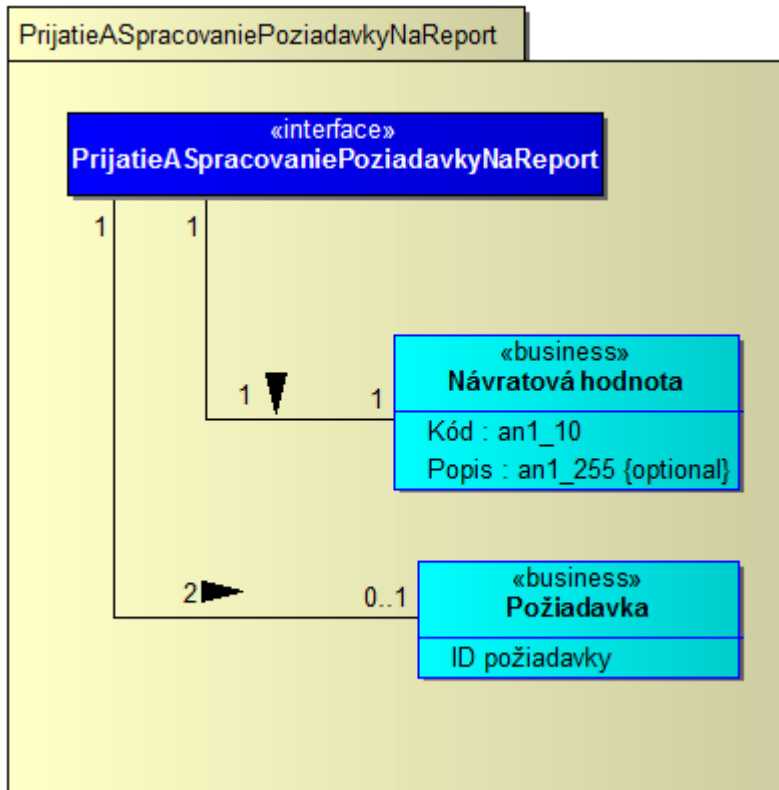 PrijatieASpracovaniePoziadavkyNaReport
«interface»
PrijatieASpracovaniePoziadavkyNaReport
1
1
1
1
«business»
Návratová hodnota
Kód : an1_10
Popis : an1_255 {optional}
2
0..1
«business»
Požiadavka
ID požiadavky